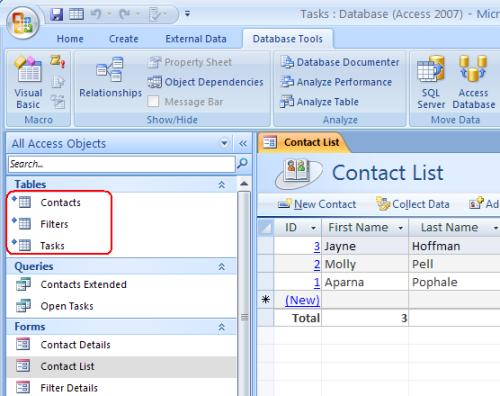 Tasks : Database (Access 2007) - Micr
Home Create External Data Database Tools
Visual Basic
Macro
Relationships
Property Sheet
Object Dependencies
Message Bar
Show/Hide
Database Documenter
Analyze Performance
Analyze Table
Analyze
SQL Server
Access Database
Move Data
All Access Objects
Search...
Tables
Contacts
Filters
Tasks
Queries
Contacts Extended
Open Tasks
Forms
Contact Details
Contact List
Filter Details
Contact List
Contact List
New Contact Collect Data Ad
ID First Name Last Name
3 Jayne Hoffman
2 Molly Pell
1 Aparna Pophale
(New)
Total 3